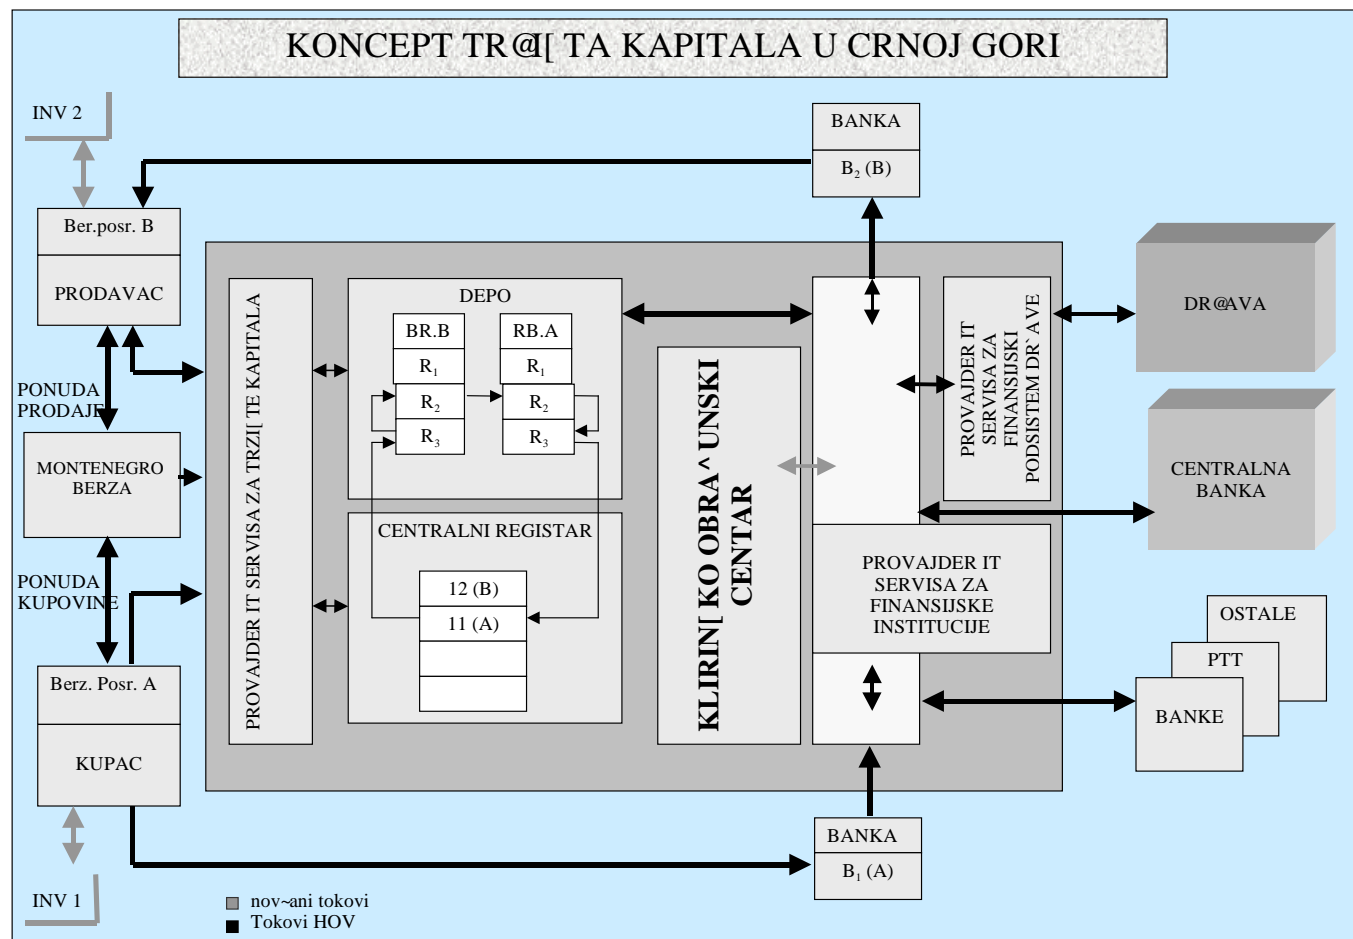 KONCEPT TR@I[ TA KAPITALA U CRNOJ GORI
INV 2
BANKA
B₂ (B)
Ber.posr. B
PRODAVAC
PONUDA
PRODAJE
MONTENEGRO
BERZA
PONUDA
KUPOVINE
Berz. Posr. A
KUPAC
INV 1
PROVAJDER IT SERVISA ZA TRZI[ TE KAPITALA
DEPO
BR.B
R₁
R₂
R₃
RB..A
R₁
R₂
R₃
CENTRALNI REGISTAR
12 (B)
11 (A)
KLIRIN[ KO OBRA^ UNSKI
CENTAR
PROVAJDER IT
SERVISA ZA
FINANSIJSKI
PODSISTEM DR` AVE
PROVAJDER IT
SERVISA ZA
FINANSIJSKE
INSTITUCIJE
DR@AVA
CENTRALNA
BANKA
OSTALE
PTT
BANKE
BANKA
B₁ (A)
nov~ani tokovi
Tokovi HOV